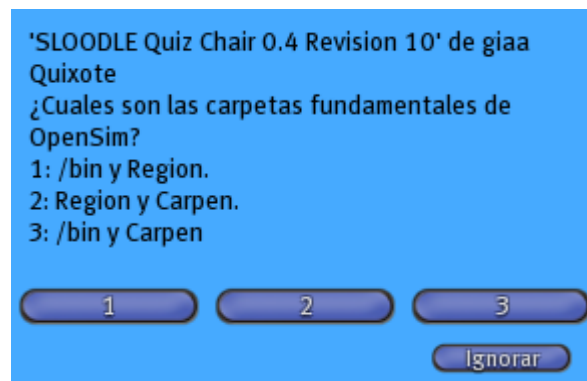 'SLOODLE Quiz Chair 0.4 Revision 10' de giaa
Quixote
¿Cuales son las carpetas fundamentales de
OpenSim?
1: /bin y Region.
2: Region y Carpen.
3: /bin y Carpen
1 2 3
Ignorar